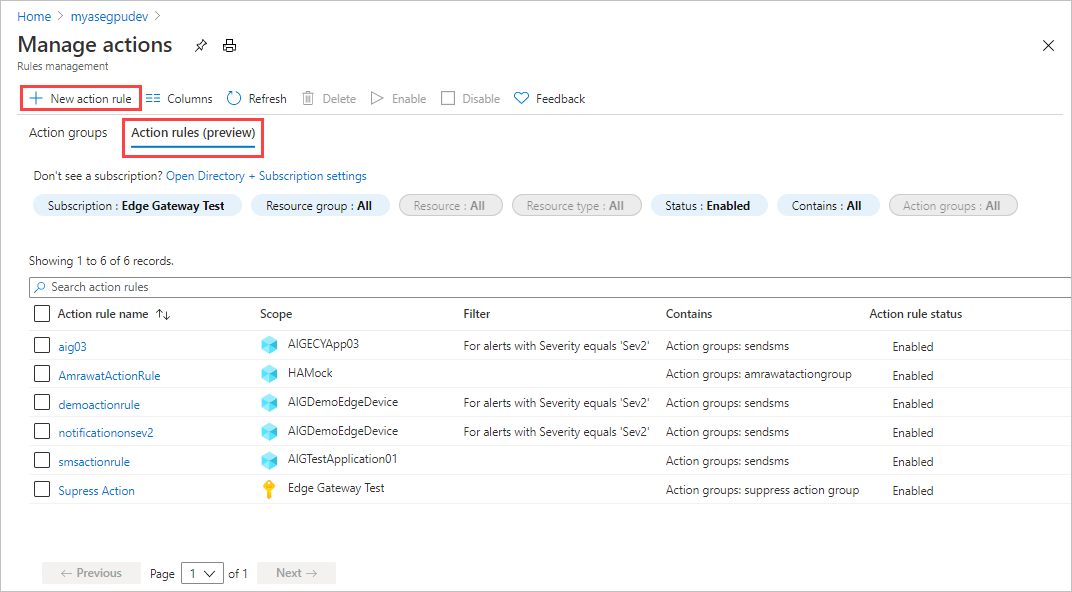 Home > myasegpudev >
Manage actions
Rules management
New action rule Columns Refresh Delete Enable Disable Feedback
Action groups Action rules (preview)
Don't see a subscription? Open Directory + Subscription settings
Subscription : Edge Gateway Test Resource group : All Resource : All Resource type : All Status : Enabled Contains : All Action groups : All
Showing 1 to 6 of 6 records.
Search action rules
Action rule name ↑↓ Scope Filter Contains Action rule status
aig03 AIGECYApp03 For alerts with Severity equals 'Sev2' Action groups: sendsms Enabled
AmrawatActionRule HAMock Action groups: amrawatactiongroup Enabled
demoactionrule AIGDemoEdgeDevice For alerts with Severity equals 'Sev2' Action groups: sendsms Enabled
notificationonsev2 AIGDemoEdgeDevice For alerts with Severity equals 'Sev2' Action groups: sendsms Enabled
smsactionrule AIGTestApplication01 Action groups: sendsms Enabled
Supress Action Edge Gateway Test Action groups: suppress action group Enabled
← Previous Page 1 of 1 Next →